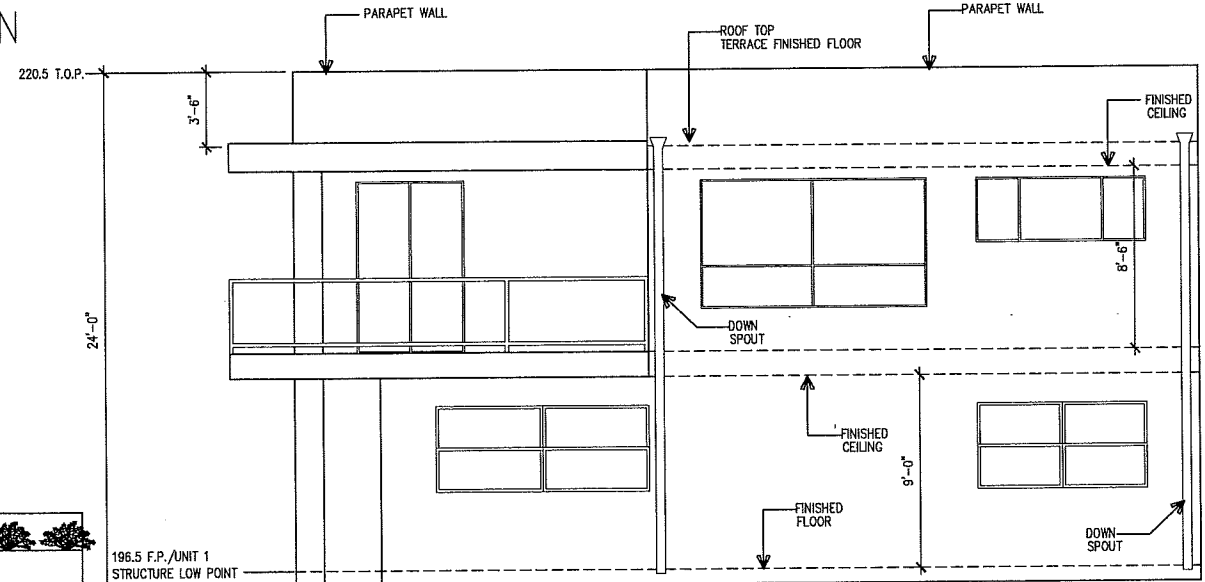 N
PARAPET WALL
PARAPET WALL
ROOF TOP
TERRACE FINISHED FLOOR
220.5 T.O.P.
3'-6"
FINISHED
CEILING
8'-6"
24'-0"
DOWN
SPOUT
FINISHED
CEILING
9'-0"
FINISHED
FLOOR
DOWN
SPOUT
196.5 F.P./UNIT 1
STRUCTURE LOW POINT